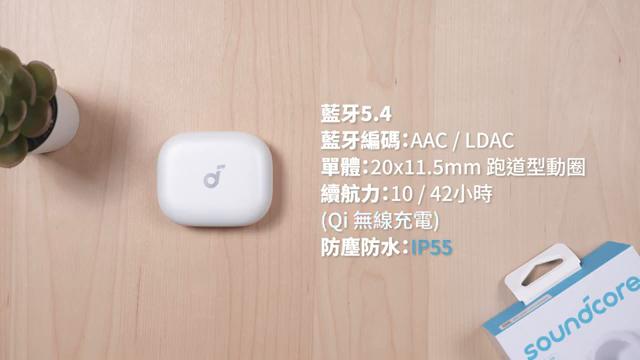 藍牙5.4
藍牙編碼：AAC / LDAC
單體：20x11.5mm 跑道型動圈
續航力：10 / 42小時
(Qi 無線充電)
防塵防水：IP55
soundcore